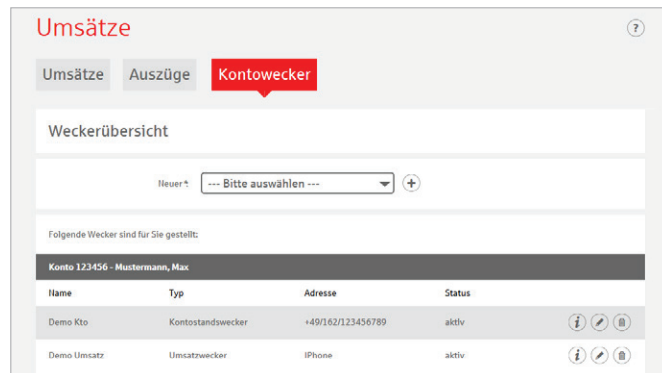 Umsätze
?
Umsätze Auszüge Kontowecker
Weckerübersicht
Neuer*: --- Bitte auswählen ---
Folgende Wecker sind für Sie gestellt:
Konto 123456 - Mustermann, Max
Name Typ Adresse Status
Demo Kto Kontostandswecker +49/162/123456789 aktiv
Demo Umsatz Umsatzwecker IPhone aktiv